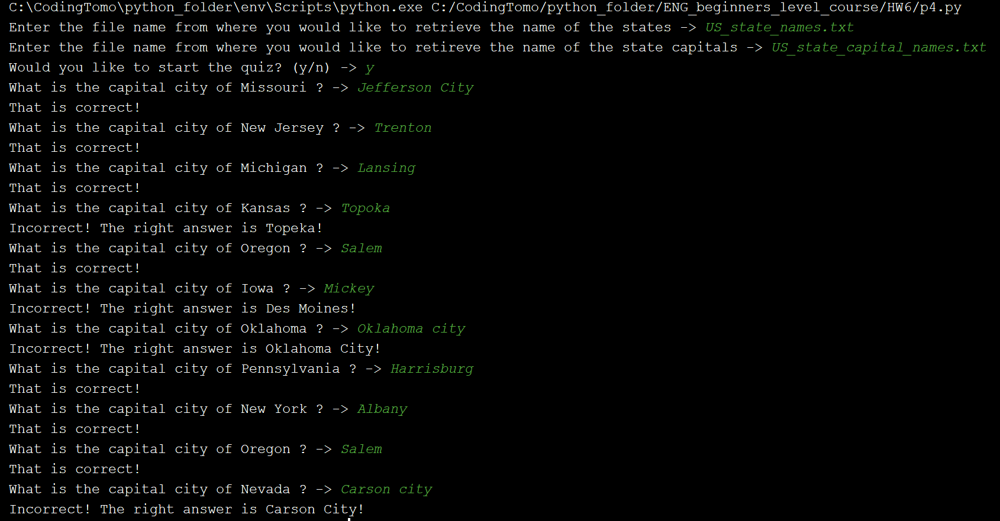 C:\CodingTomo\python_folder\env\Scripts\python.exe C:/CodingTomo/python_folder/ENG_beginners_level_course/HW6/p4.py
Enter the file name from where you would like to retrieve the name of the states -> US_state_names.txt
Enter the file name from where you would like to retireve the name of the state capitals -> US_state_capital_names.txt
Would you like to start the quiz? (y/n) -> y
What is the capital city of Missouri ? -> Jefferson City
That is correct!
What is the capital city of New Jersey ? -> Trenton
That is correct!
What is the capital city of Michigan ? -> Lansing
That is correct!
What is the capital city of Kansas ? -> Topoka
Incorrect! The right answer is Topeka!
What is the capital city of Oregon ? -> Salem
That is correct!
What is the capital city of Iowa ? -> Mickey
Incorrect! The right answer is Des Moines!
What is the capital city of Oklahoma ? -> Oklahoma city
Incorrect! The right answer is Oklahoma City!
What is the capital city of Pennsylvania ? -> Harrisburg
That is correct!
What is the capital city of New York ? -> Albany
That is correct!
What is the capital city of Oregon ? -> Salem
That is correct!
What is the capital city of Nevada ? -> Carson city
Incorrect! The right answer is Carson City!